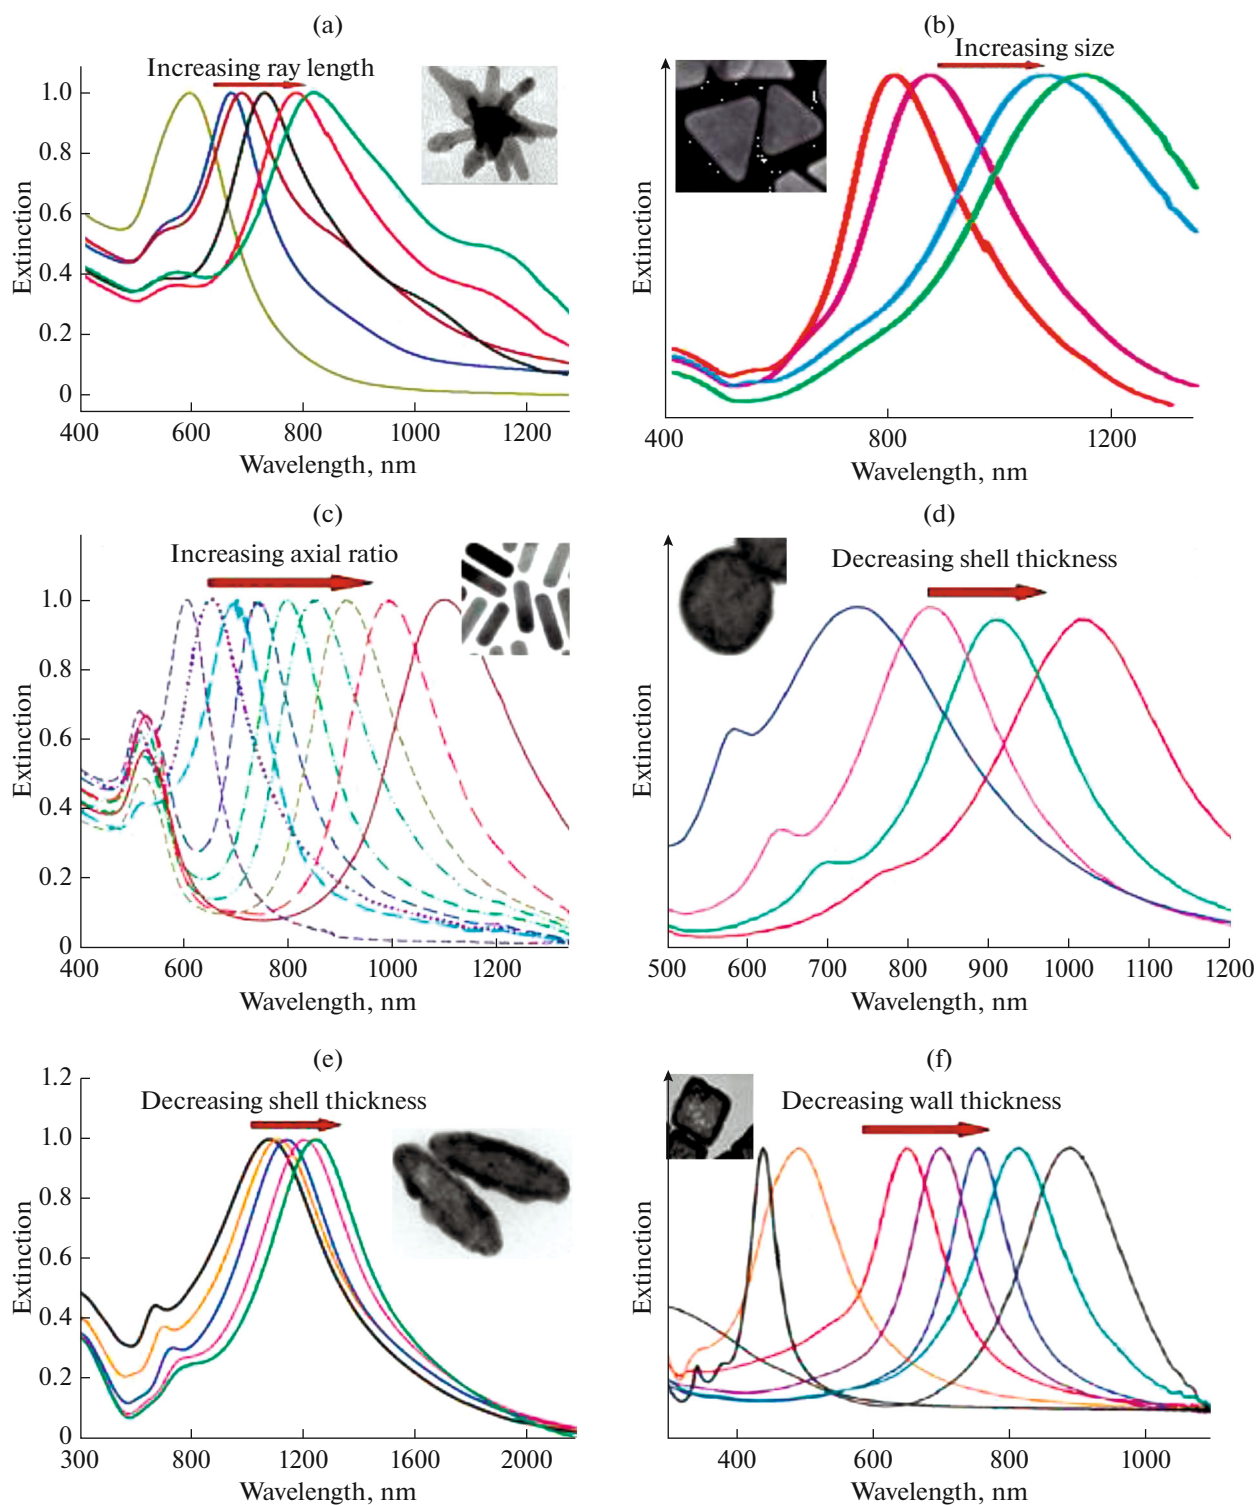 (a)
Increasing ray length
1.0
0.8
0.6
0.4
0.2
0
Extinction
400 600 800 1000 1200
Wavelength, nm
(b)
Increasing size
Extinction
400 800 1200
Wavelength, nm
(c)
Increasing axial ratio
1.0
0.8
0.6
0.4
0.2
0
Extinction
400 600 800 1000 1200
Wavelength, nm
(d)
Decreasing shell thickness
Extinction
500 600 700 800 900 1000 1100 1200
Wavelength, nm
(e)
1.2
Decreasing shell thickness
1.0
0.8
0.6
0.4
0.2
0
Extinction
300 800 1200 1600 2000
Wavelength, nm
(f)
Decreasing wall thickness
Extinction
400 600 800 1000
Wavelength, nm